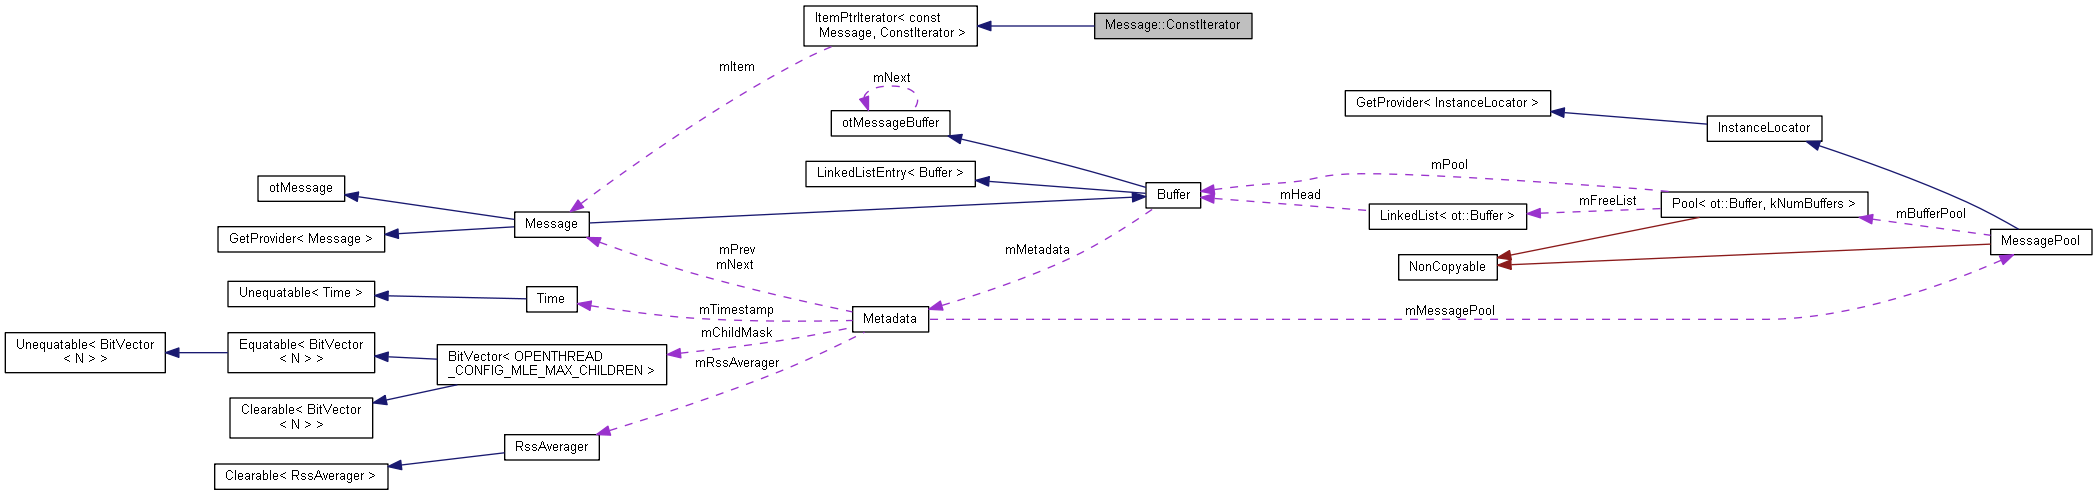 ItemPtrIterator< const
Message, ConstIterator >
Message::ConstIterator
mItem
mNext
otMessageBuffer
GetProvider< InstanceLocator >
InstanceLocator
LinkedListEntry< Buffer >
mPool
otMessage
Buffer
mHead
mFreeList
Pool< ot::Buffer, kNumBuffers >
LinkedList< ot::Buffer >
mBufferPool
Message
GetProvider< Message >
mPrev
mNext
mMetadata
MessagePool
NonCopyable
Unequatable< Time >
Time
mTimestamp
mMessagePool
Metadata
mChildMask
Unequatable< BitVector
< N > >
Equatable< BitVector
< N > >
BitVector< OPENTHREAD
_CONFIG_MLE_MAX_CHILDREN >
mRssAverager
Clearable< BitVector
< N > >
RssAverager
Clearable< RssAverager >